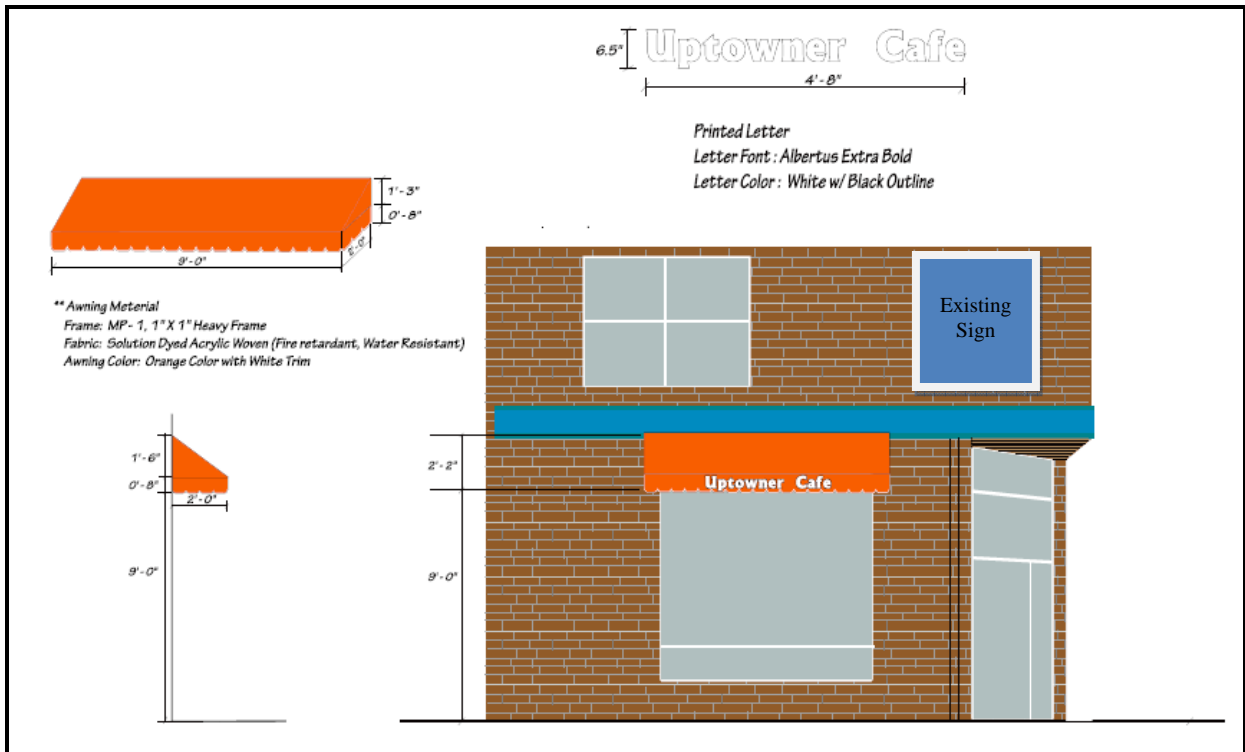 6.5"
Uptowner Cafe
4'-8"
Printed Letter
Letter Font : Albertus Extra Bold
Letter Color : White w/ Black Outline
1'-3"
0'-8"
2'-0"
9'-0"
** Awning Meterial
Frame: MP- 1, 1" X 1" Heavy Frame
Fabric: Solution Dyed Acrylic Woven (Fire retardant, Water Resistant)
Awning Color: Orange Color with White Trim
Existing
Sign
1'-6"
0'-8"
2'-0"
9'-0"
2'-2"
Uptowner Cafe
9'-0"